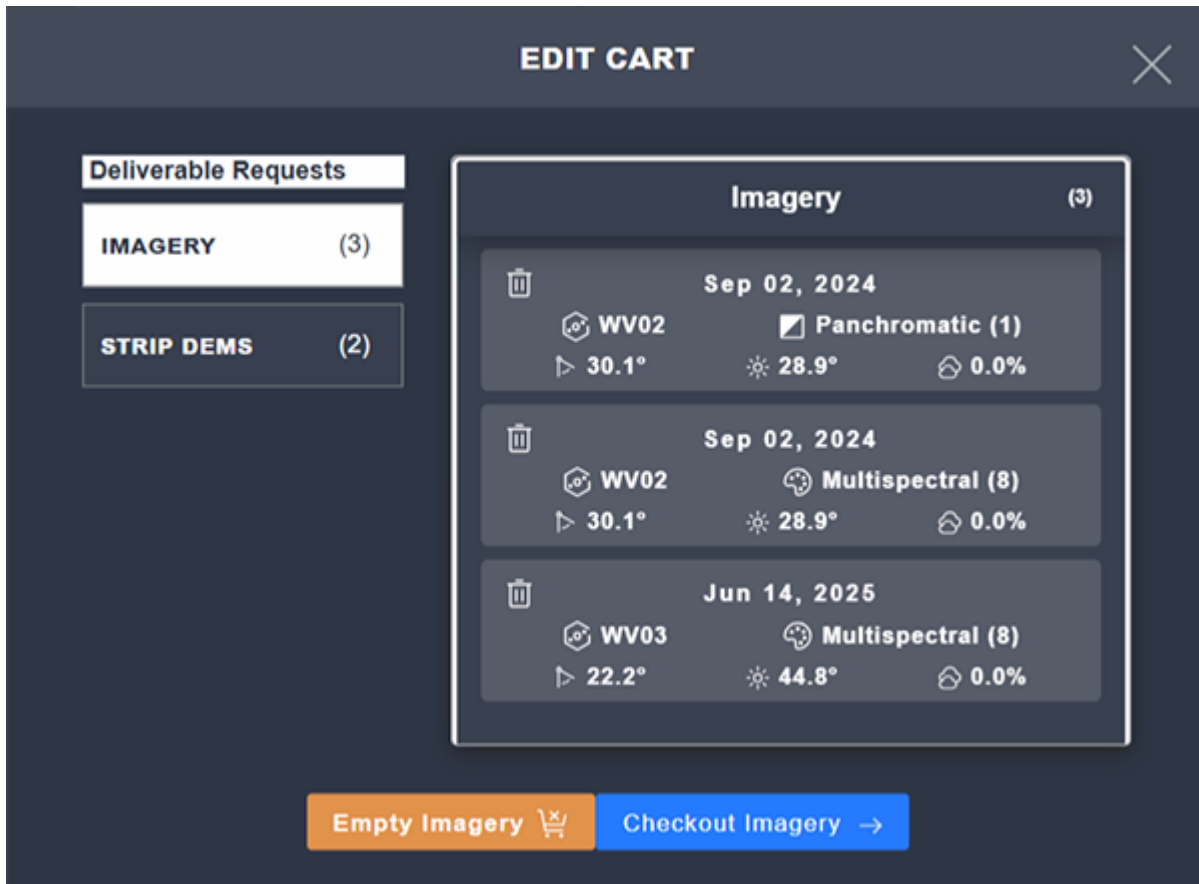 EDIT CART
Deliverable Requests
IMAGERY (3)
STRIP DEMS (2)
Imagery (3)
Sep 02, 2024
WV02 Panchromatic (1)
30.1° 28.9° 0.0%
Sep 02, 2024
WV02 Multispectral (8)
30.1° 28.9° 0.0%
Jun 14, 2025
WV03 Multispectral (8)
22.2° 44.8° 0.0%
Empty Imagery
Checkout Imagery →